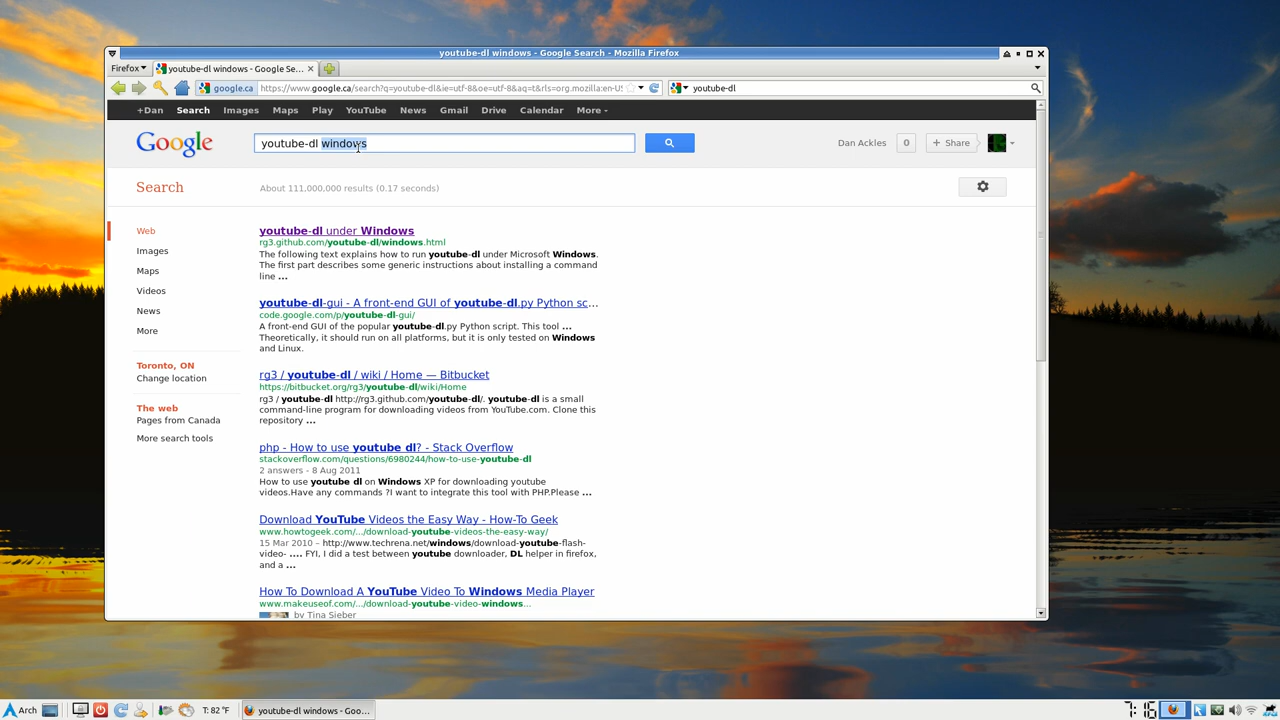 youtube-dl windows - Google Search - Mozilla Firefox
Firefox
youtube-dl windows - Google Se...
google.ca
https://www.google.ca/search?q=youtube-dl&ie=utf-8&oe=utf-8&aq=t&rls=org.mozilla:en-US
youtube-dl
+Dan Search Images Maps Play YouTube News Gmail Drive Calendar More
Google
youtube-dl windows
Dan Ackles 0 + Share
Search
About 111,000,000 results (0.17 seconds)
Web
Images
Maps
Videos
News
More
Toronto, ON
Change location
The web
Pages from Canada
More search tools
youtube-dl under Windows
rg3.github.com/youtube-dl/windows.html
The following text explains how to run youtube-dl under Microsoft Windows.
The first part describes some generic instructions about installing a command
line ...
youtube-dl-gui - A front-end GUI of youtube-dl.py Python sc...
code.google.com/p/youtube-dl-gui/
A front-end GUI of the popular youtube-dl.py Python script. This tool ...
Theoretically, it should run on all platforms, but it is only tested on Windows
and Linux.
rg3 / youtube-dl / wiki / Home — Bitbucket
https://bitbucket.org/rg3/youtube-dl/wiki/Home
rg3 / youtube-dl http://rg3.github.com/youtube-dl/. youtube-dl is a small
command-line program for downloading videos from YouTube.com. Clone this
repository ...
php - How to use youtube dl? - Stack Overflow
stackoverflow.com/questions/6980244/how-to-use-youtube-dl
2 answers - 8 Aug 2011
How to use youtube dl on Windows XP for downloading youtube
videos.Have any commands ?I want to integrate this tool with PHP.Please ...
Download YouTube Videos the Easy Way - How-To Geek
www.howtogeek.com/.../download-youtube-videos-the-easy-way/
15 Mar 2010 – http://www.techrena.net/windows/download-youtube-flash-
video- .... FYI, I did a test between youtube downloader, DL helper in firefox,
and a ...
How To Download A YouTube Video To Windows Media Player
www.makeuseof.com/.../download-youtube-video-windows...
by Tina Sieber
Arch
T: 82°F
youtube-dl windows - Goo...
7:16